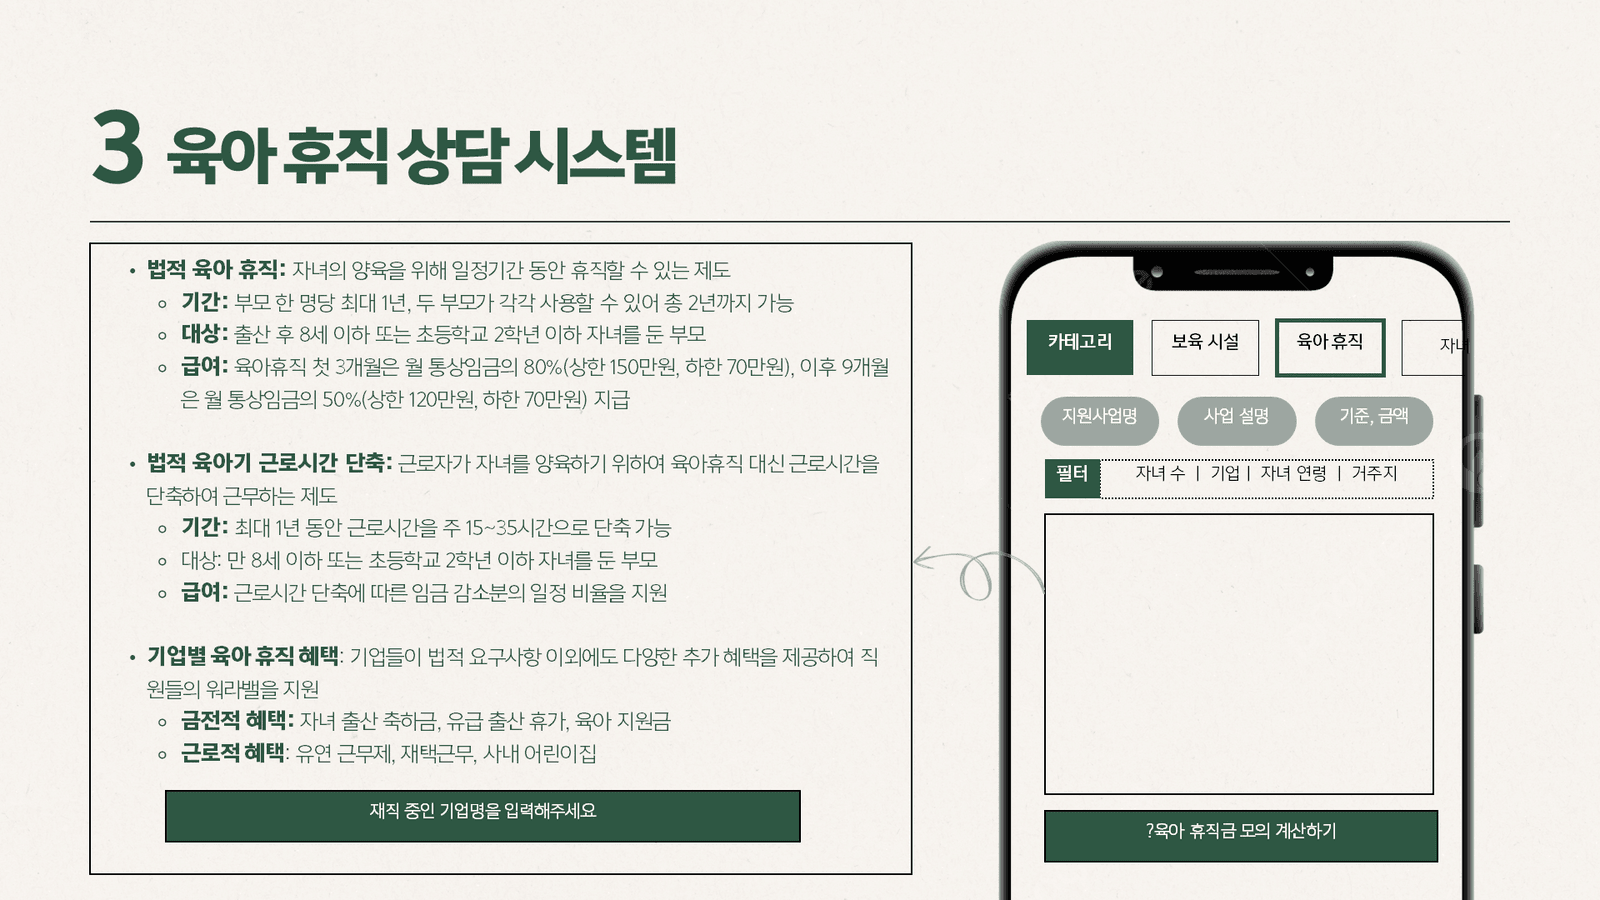 3 육아 휴직 상담 시스템
• 법적 육아 휴직: 자녀의 양육을 위해 일정기간 동안 휴직할 수 있는 제도
◦ 기간: 부모 한 명당 최대 1년, 두 부모가 각각 사용할 수 있어 총 2년까지 가능
◦ 대상: 출산 후 8세 이하 또는 초등학교 2학년 이하 자녀를 둔 부모
◦ 급여: 육아휴직 첫 3개월은 월 통상임금의 80%(상한 150만원, 하한 70만원), 이후 9개월
은 월 통상임금의 50%(상한 120만원, 하한 70만원) 지급
• 법적 육아기 근로시간 단축: 근로자가 자녀를 양육하기 위하여 육아휴직 대신 근로시간을
단축하여 근무하는 제도
◦ 기간: 최대 1년 동안 근로시간을 주 15~35시간으로 단축 가능
◦ 대상: 만 8세 이하 또는 초등학교 2학년 이하 자녀를 둔 부모
◦ 급여: 근로시간 단축에 따른 임금 감소분의 일정 비율을 지원
• 기업별 육아 휴직 혜택: 기업들이 법적 요구사항 이외에도 다양한 추가 혜택을 제공하여 직
원들의 워라밸을 지원
◦ 금전적 혜택: 자녀 출산 축하금, 유급 출산 휴가, 육아 지원금
◦ 근로적 혜택: 유연 근무제, 재택근무, 사내 어린이집
재직 중인 기업명을 입력해주세요
카테고리 보육 시설 육아 휴직 자녀
지원사업명 사업 설명 기준, 금액
필터 자녀 수 | 기업 | 자녀 연령 | 거주지
?육아 휴직금 모의 계산하기